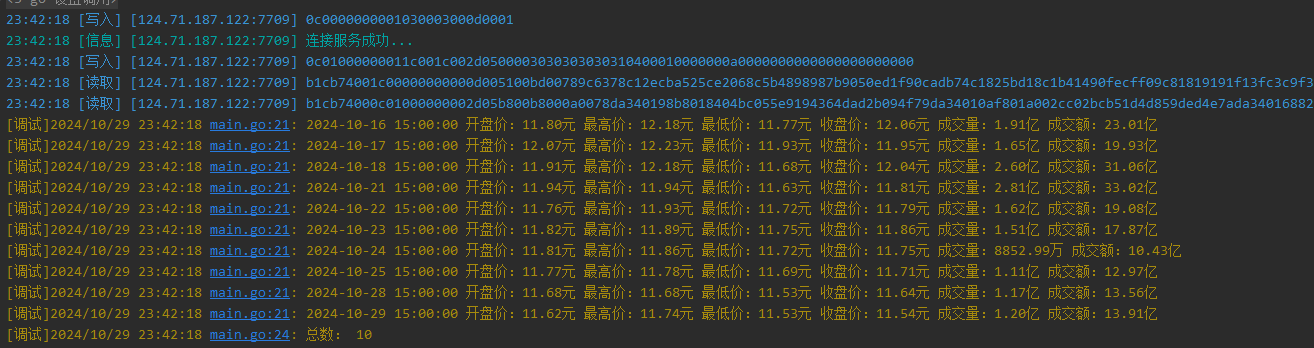 <5 go 设置调用>
23:42:18 [写入] [124.71.187.122:7709] 0c0000000001030003000d0001
23:42:18 [信息] [124.71.187.122:7709] 连接服务成功...
23:42:18 [写入] [124.71.187.122:7709] 0c01000000011c001c002d0500003030303030310400010000000a00000000000000000000
23:42:18 [读取] [124.71.187.122:7709] b1cb74001c00000000000d005100bd00789c6378c12ecba525ce2068c5b4898987b9050ed1f90cadb74c1825bd18c1b41490fecff09c81819191f13fc3c9f3
23:42:18 [读取] [124.71.187.122:7709] b1cb74000c01000000002d05b800b8000a0078da340198b8018404bc055e9194364dad2b094f79da34010af801a002cc02bcb51d4d859ded4e7ada34016882
[调试]2024/10/29 23:42:18 main.go:21: 2024-10-16 15:00:00 开盘价：11.80元 最高价：12.18元 最低价：11.77元 收盘价：12.06元 成交量：1.91亿 成交额：23.01亿
[调试]2024/10/29 23:42:18 main.go:21: 2024-10-17 15:00:00 开盘价：12.07元 最高价：12.23元 最低价：11.93元 收盘价：11.95元 成交量：1.65亿 成交额：19.93亿
[调试]2024/10/29 23:42:18 main.go:21: 2024-10-18 15:00:00 开盘价：11.91元 最高价：12.18元 最低价：11.68元 收盘价：12.04元 成交量：2.60亿 成交额：31.06亿
[调试]2024/10/29 23:42:18 main.go:21: 2024-10-21 15:00:00 开盘价：11.94元 最高价：11.94元 最低价：11.63元 收盘价：11.81元 成交量：2.81亿 成交额：33.02亿
[调试]2024/10/29 23:42:18 main.go:21: 2024-10-22 15:00:00 开盘价：11.76元 最高价：11.93元 最低价：11.72元 收盘价：11.79元 成交量：1.62亿 成交额：19.08亿
[调试]2024/10/29 23:42:18 main.go:21: 2024-10-23 15:00:00 开盘价：11.82元 最高价：11.89元 最低价：11.75元 收盘价：11.86元 成交量：1.51亿 成交额：17.87亿
[调试]2024/10/29 23:42:18 main.go:21: 2024-10-24 15:00:00 开盘价：11.81元 最高价：11.86元 最低价：11.72元 收盘价：11.75元 成交量：8852.99万 成交额：10.43亿
[调试]2024/10/29 23:42:18 main.go:21: 2024-10-25 15:00:00 开盘价：11.77元 最高价：11.78元 最低价：11.69元 收盘价：11.71元 成交量：1.11亿 成交额：12.97亿
[调试]2024/10/29 23:42:18 main.go:21: 2024-10-28 15:00:00 开盘价：11.68元 最高价：11.68元 最低价：11.53元 收盘价：11.64元 成交量：1.17亿 成交额：13.56亿
[调试]2024/10/29 23:42:18 main.go:21: 2024-10-29 15:00:00 开盘价：11.62元 最高价：11.74元 最低价：11.53元 收盘价：11.54元 成交量：1.20亿 成交额：13.91亿
[调试]2024/10/29 23:42:18 main.go:24: 总数： 10